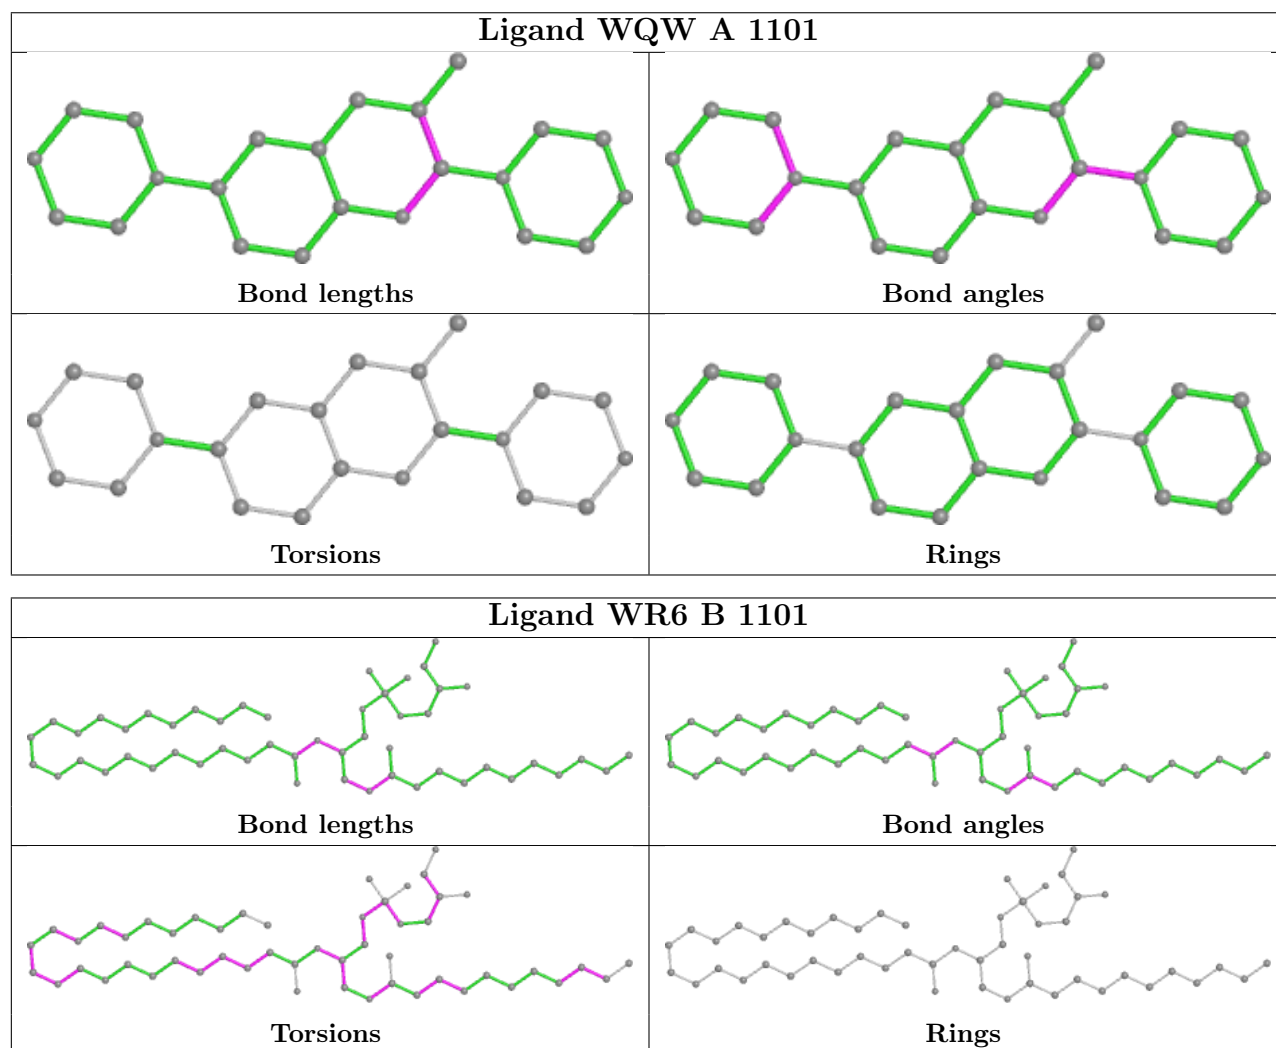 Ligand WQW A 1101
Bond lengths
Bond angles
Torsions
Rings
Ligand WR6 B 1101
Bond lengths
Bond angles
Torsions
Rings